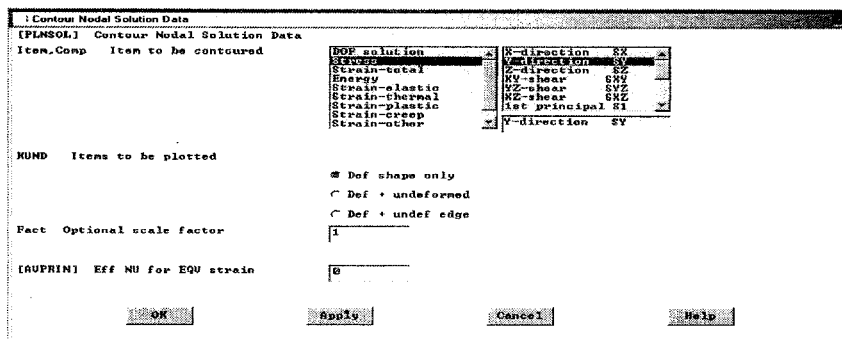 Contour Nodal Solution Data
[PLNSOL] Contour Nodal Solution Data
Item,Comp Item to be contoured
DOF solution
Stress
Strain-total
Energy
Strain-elastic
Strain-thermal
Strain-plastic
Strain-creep
Strain-other
X-direction SX
Y-direction SY
Z-direction SZ
XY-shear SXY
YZ-shear SYZ
XZ-shear SXZ
1st principal S1
Y-direction SY
KUND Items to be plotted
Def shape only
Def + undeformed
Def + undef edge
Fact Optional scale factor
1
[AVPRIN] Eff NU for EQV strain
0
OK Apply Cancel Help